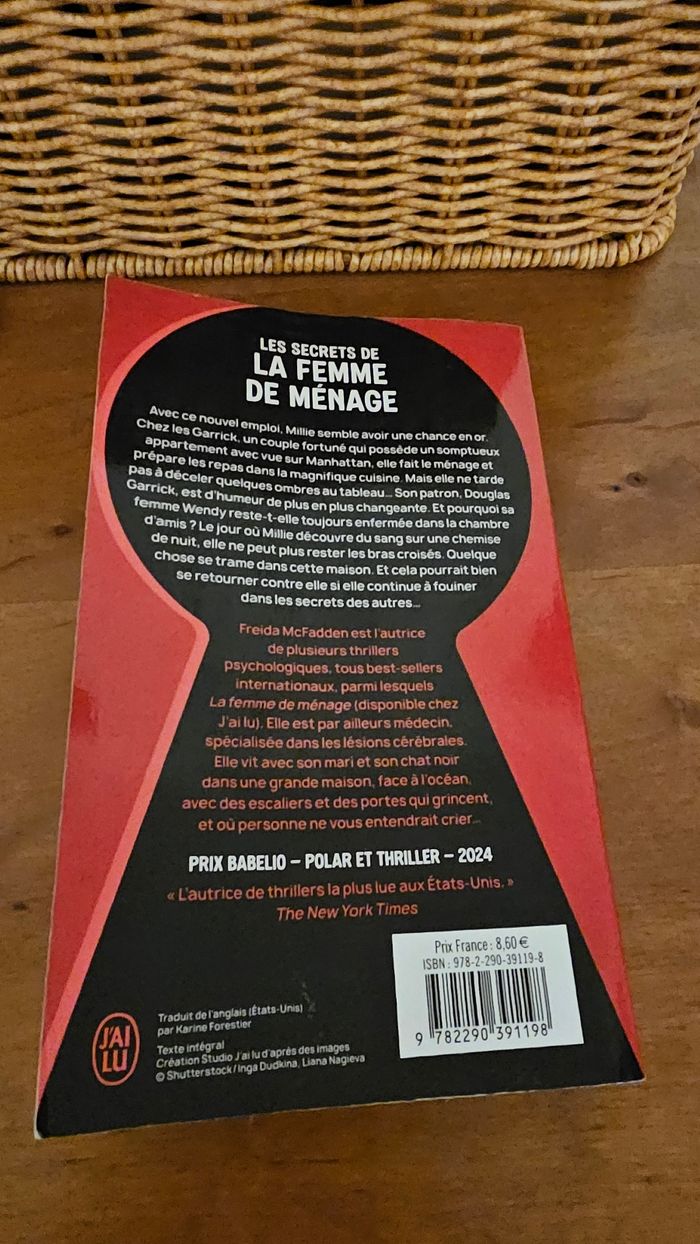 LES SECRETS DE
LA FEMME
DE MÉNAGE
Avec ce nouvel emploi, Millie semble avoir une chance en or.
Chez les Garrick, un couple fortuné qui possède un somptueux
appartement avec vue sur Manhattan, elle fait le ménage et
prépare les repas dans la magnifique cuisine. Mais elle ne tarde
pas à déceler quelques ombres au tableau... Son patron, Douglas
Garrick, est d'humeur de plus en plus changeante. Et pourquoi sa
femme Wendy reste-t-elle toujours enfermée dans la chambre
d'amis ? Le jour où Millie découvre du sang sur une chemise
de nuit, elle ne peut plus rester les bras croisés. Quelque
chose se trame dans cette maison. Et cela pourrait bien
se retourner contre elle si elle continue à fouiner
dans les secrets des autres...
Freida McFadden est l'autrice
de plusieurs thrillers
psychologiques, tous best-sellers
internationaux, parmi lesquels
La femme de ménage (disponible chez
J'ai lu). Elle est par ailleurs médecin,
spécialisée dans les lésions cérébrales.
Elle vit avec son mari et son chat noir
dans une grande maison, face à l'océan,
avec des escaliers et des portes qui grincent,
et où personne ne vous entendrait crier...
PRIX BABELIO – POLAR ET THRILLER – 2024
« L'autrice de thrillers la plus lue aux États-Unis. »
The New York Times
Prix France : 8,60 €
ISBN : 978-2-290-39119-8
9 782290 391198
J'AI
LU
Traduit de l'anglais (États-Unis)
par Karine Forestier
Texte intégral
Création Studio J'ai lu d'après des images
© Shutterstock / Inga Dudkina, Liana Nagieva